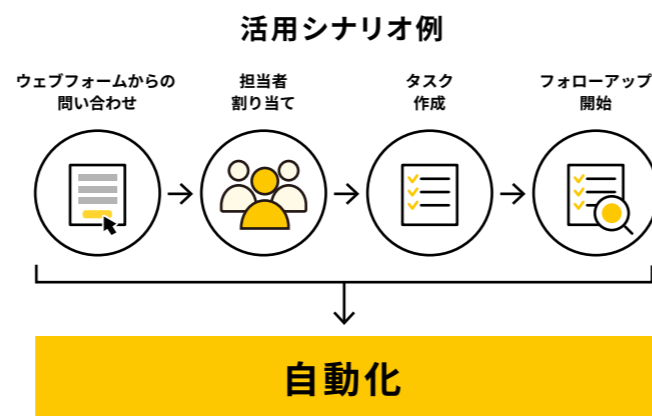 活用シナリオ例
ウェブフォームからの
問い合わせ
担当者
割り当て
タスク
作成
フォローアップ
開始
自動化